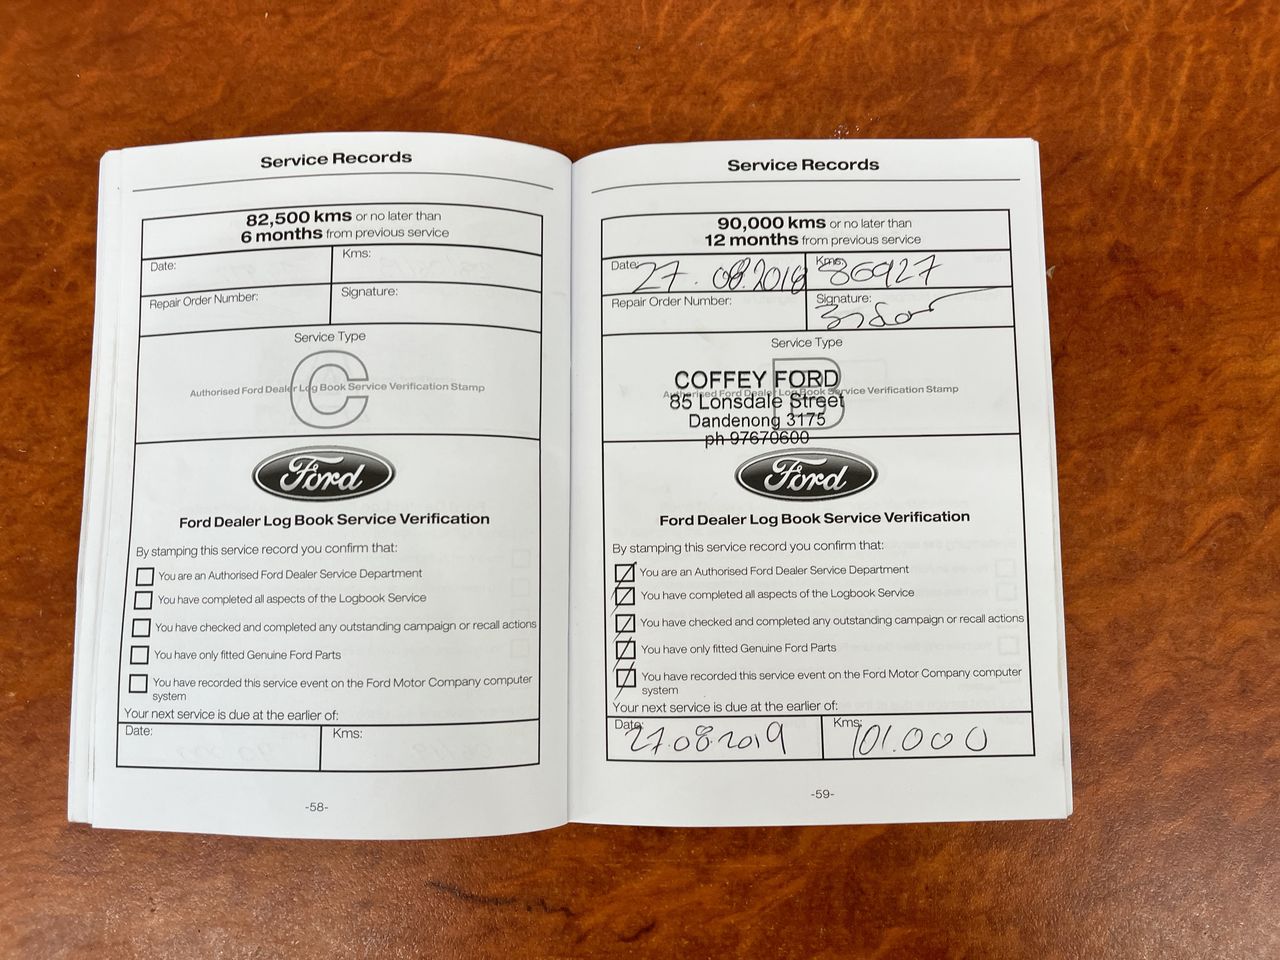 Service Records
82,500 kms or no later than
6 months from previous service
Date:
Kms:
Repair Order Number:
Signature:
Service Type
C
Authorised Ford Dealer Log Book Service Verification Stamp
Ford
Ford Dealer Log Book Service Verification
By stamping this service record you confirm that:
You are an Authorised Ford Dealer Service Department
You have completed all aspects of the Logbook Service
You have checked and completed any outstanding campaign or recall actions
You have only fitted Genuine Ford Parts
You have recorded this service event on the Ford Motor Company computer
system
Your next service is due at the earlier of:
Date:
Kms:
-58-
Service Records
90,000 kms or no later than
12 months from previous service
Date: 27.08.2018
Kms: 86927
Repair Order Number:
Signature:
Service Type
B
Authorised Ford Dealer Log Book Service Verification Stamp
COFFEY FORD
85 Lonsdale Street
Dandenong 3175
ph 97670600
Ford
Ford Dealer Log Book Service Verification
By stamping this service record you confirm that:
You are an Authorised Ford Dealer Service Department
You have completed all aspects of the Logbook Service
You have checked and completed any outstanding campaign or recall actions
You have only fitted Genuine Ford Parts
You have recorded this service event on the Ford Motor Company computer
system
Your next service is due at the earlier of:
Date: 27.08.2019
Kms: 101.000
-59-